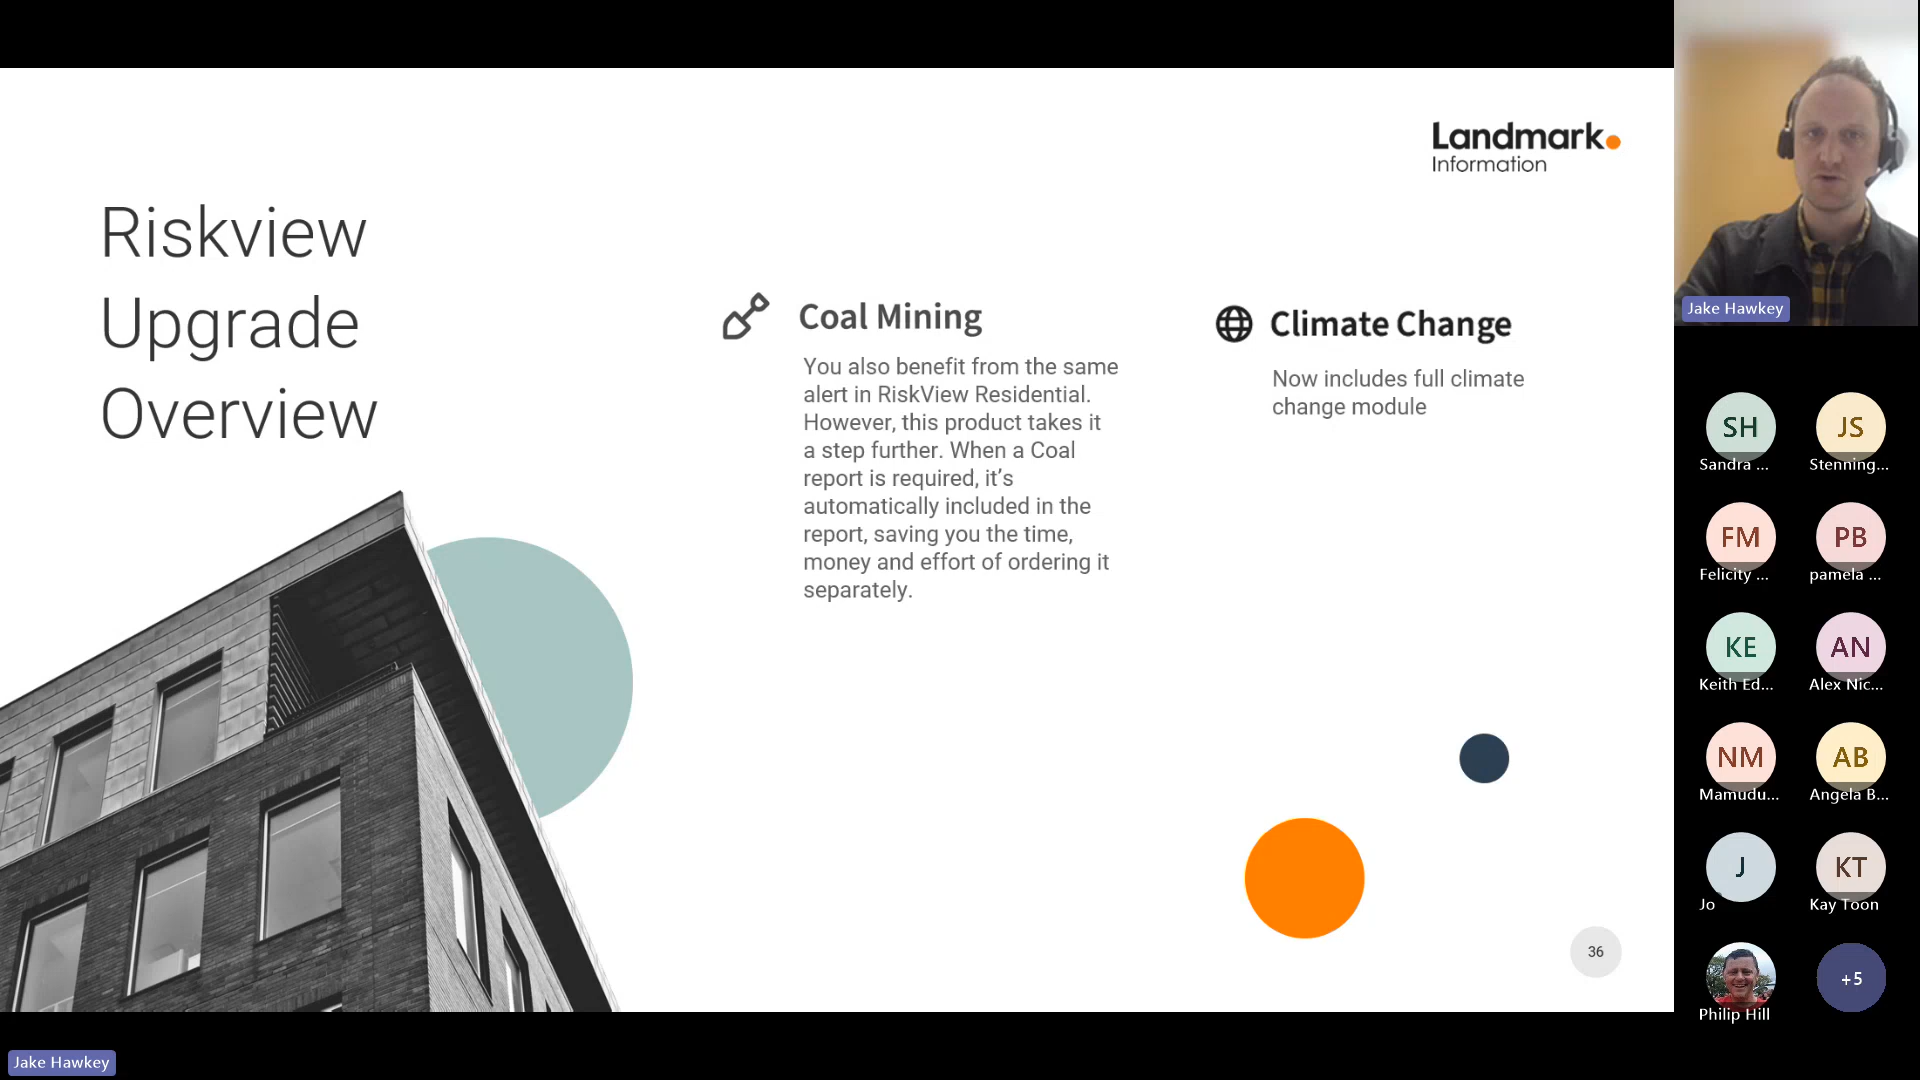 Landmark
Information
Riskview
Upgrade
Overview
Coal Mining
You also benefit from the same
alert in RiskView Residential.
However, this product takes it
a step further. When a Coal
report is required, it's
automatically included in the
report, saving you the time,
money and effort of ordering it
separately.
Climate Change
Now includes full climate
change module
36
Jake Hawkey
SH
Sandra ...
JS
Stenning...
FM
Felicity ...
PB
pamela ...
KE
Keith Ed...
AN
Alex Nic...
NM
Mamudu...
AB
Angela B...
J
Jo
KT
Kay Toon
Philip Hill
+5
Jake Hawkey